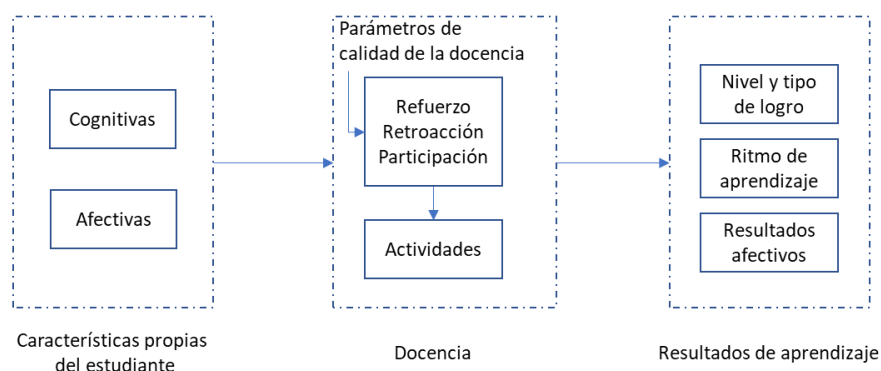 Cognitivas
Afectivas
Características propias
del estudiante
Parámetros de
calidad de la docencia
Refuerzo
Retroacción
Participación
Actividades
Docencia
Nivel y tipo
de logro
Ritmo de
aprendizaje
Resultados
afectivos
Resultados de aprendizaje